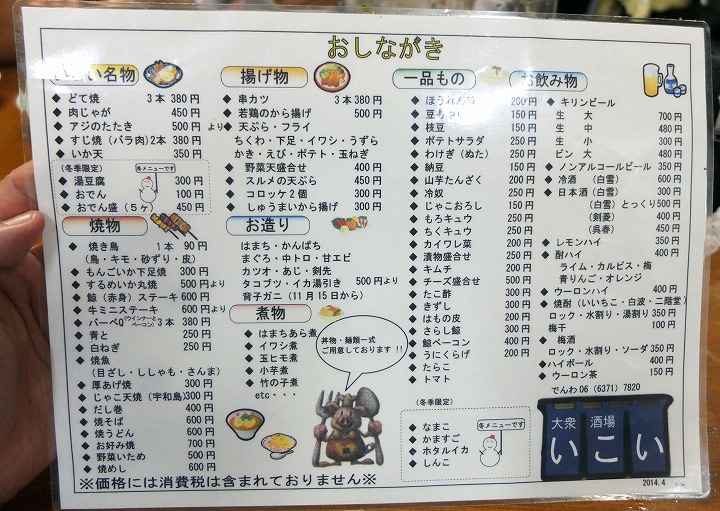 おしながき
いこい名物
◆ どて焼 3本 380円
◆ 肉じゃが 450円
◆ アジのたたき 500円より
◆ すじ焼(バラ肉)2本 380円
◆ いか天 350円
(冬季限定)
冬メニューです
◆ 湯豆腐 300円
◆ おでん 100円
◆ おでん盛(5ヶ) 450円
焼物
◆ 焼き鳥 1本 90円
(鳥・キモ・砂ずり・皮)
◆ もんごいか下足焼 300円
◆ するめいか丸焼 500円より
◆ 鯨(赤身)ステーキ 600円
◆ 牛ミニステーキ 600円より
◆ バーベQ(ウインナーとベーコン)3本 380円
◆ 青と 250円
◆ 白ねぎ 250円
◆ 焼魚
(目ざし・ししゃも・さんま)
◆ 厚あげ焼 300円
◆ じゃこ天焼(宇和島)300円
◆ だし巻 400円
◆ 焼そば 600円
◆ 焼うどん 600円
◆ お好み焼 700円
◆ 野菜いため 500円
◆ 焼めし 600円
揚げ物
◆ 串カツ 3本 380円
◆ 若鶏のから揚げ 500円
◆ 天ぷら・フライ
ちくわ・下足・イワシ・うずら
かき・えび・ポテト・玉ねぎ
◆ 野菜天盛合せ 400円
◆ スルメの天ぷら 450円
◆ コロッケ2個 300円
◆ しゅうまいから揚 300円
お造り
はまち・かんぱち
まぐろ・中トロ・甘エビ
カツオ・あじ・剣先
タコブツ・イカ湯引き 500円より
背子ガニ(11月15日から)
煮物
◆ はまちあら煮
◆ イワシ煮
◆ 玉ヒモ煮
◆ 小芋煮
◆ 竹の子煮
etc・・・
丼物・麺類一式
ご用意しております!!
一品もの
◆ ほうれん草 200円
◆ 150円
◆ 枝豆 150円
◆ ポテトサラダ 250円
◆ わけぎ(ぬた) 250円
◆ 納豆 150円
◆ 山芋たんざく 250円
◆ 冷奴 250円
◆ じゃこおろし 150円
◆ もろキュウ 250円
◆ ちくキュウ 250円
◆ カイワレ菜 200円
◆ 漬物盛合せ 250円
◆ キムチ 250円
◆ チーズ盛合せ 500円
◆ たこ酢 300円
◆ きずし 300円
◆ はもの皮 200円
◆ さらし鯨 500円
◆ 鯨ベーコン 400円
◆ うにくらげ 200円
◆ たらこ
◆ トマト
(冬季限定)
冬メニューです
◆ なまこ
◆ かますご
◆ ホタルイカ
◆ しんこ
お飲み物
◆ キリンビール
生 大 700円
生 中 480円
生 小 300円
ビン 大 480円
◆ ノンアルコールビール 350円
◆ 冷酒 (白雪) 600円
◆ 日本酒(白雪) 300円
(白雪)とっくり 500円
(剣菱) 400円
(呉春) 450円
◆ レモンハイ 350円
◆ 酎ハイ 400円
ライム・カルピス・梅
青りんご・オレンジ
◆ ウーロンハイ 400円
◆ 焼酎(いいちこ・白波・二階堂)
ロック・水割り・湯割り 350円
梅干 100円
◆ 梅酒
ロック・水割り・ソーダ 350円
◆ハイボール 400円
◆ ウーロン茶 150円
でんわ 06(6371)7820
大衆 酒場
いこい
※価格には消費税は含まれておりません※
2014.4